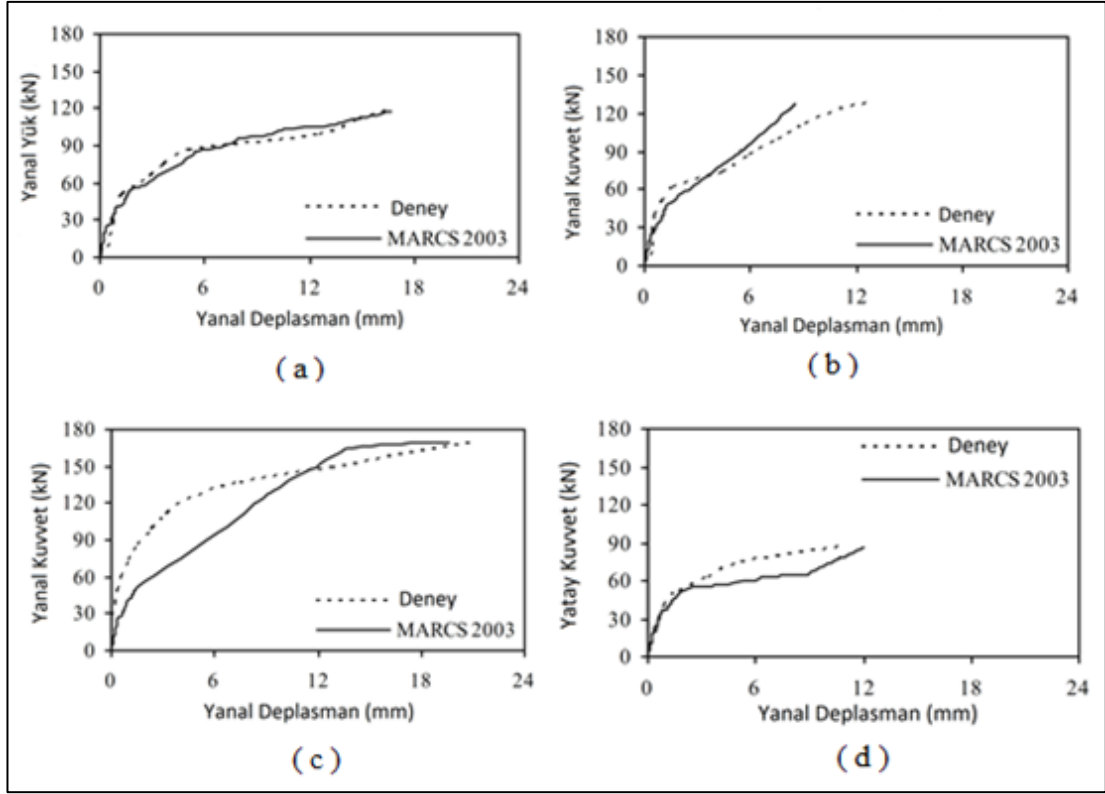 180
150
120
90
60
30
0
Yanal Yük (kN)
Deney
MARCS 2003
0 6 12 18 24
Yanal Deplasman (mm)
( a )
180
150
120
90
60
30
0
Yanal Kuvvet (kN)
Deney
MARCS 2003
0 6 12 18 24
Yanal Deplasman (mm)
( b )
180
150
120
90
60
30
0
Yanal Kuvvet (kN)
Deney
MARCS 2003
0 6 12 18 24
Yanal Deplasman (mm)
( c )
180
150
120
90
60
30
0
Yatay Kuvvet (kN)
Deney
MARCS 2003
0 6 12 18 24
Yanal Deplasman (mm)
( d )